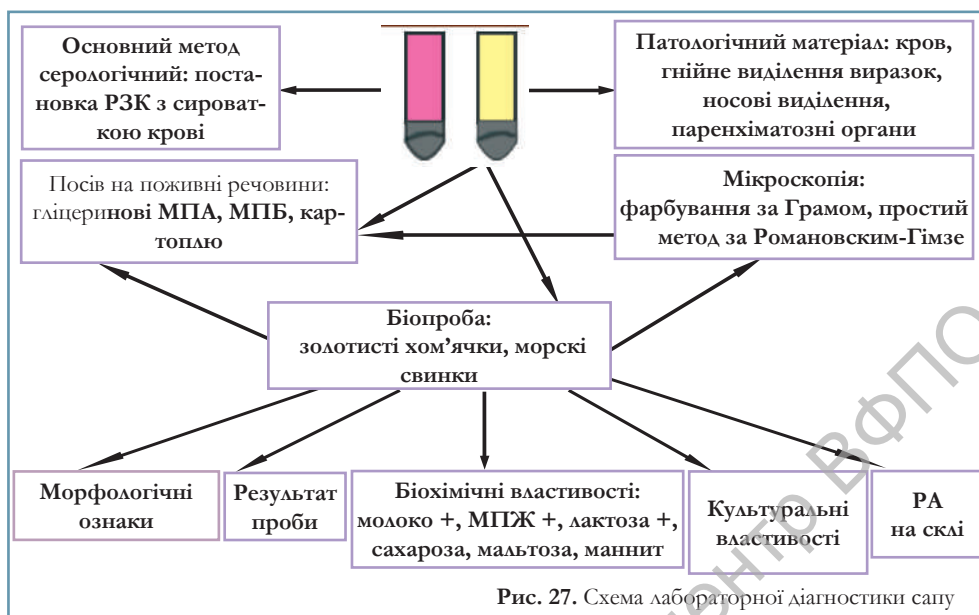 Основний метод
серологічний: поста-
новка РЗК з сироват-
кою крові
Патологічний матеріал: кров,
гнійне виділення виразок,
носові виділення,
паренхіматозні органи
Посів на поживні речовини:
гліцеринові МПА, МПБ, кар-
топлю
Мікроскопія:
фарбування за Грамом, простий
метод за Романовским-Гімзе
Біопроба:
золотисті хом’ячки, морскі
свинки
Морфологічні
ознаки
Результат
проби
Біохімічні властивості:
молоко +, МПЖ +, лактоза +,
сахароза, мальтоза, маннит
Культуральні
властивості
РА
на склі
Рис. 27. Схема лабораторної діагностики сапу
центр ВФПО